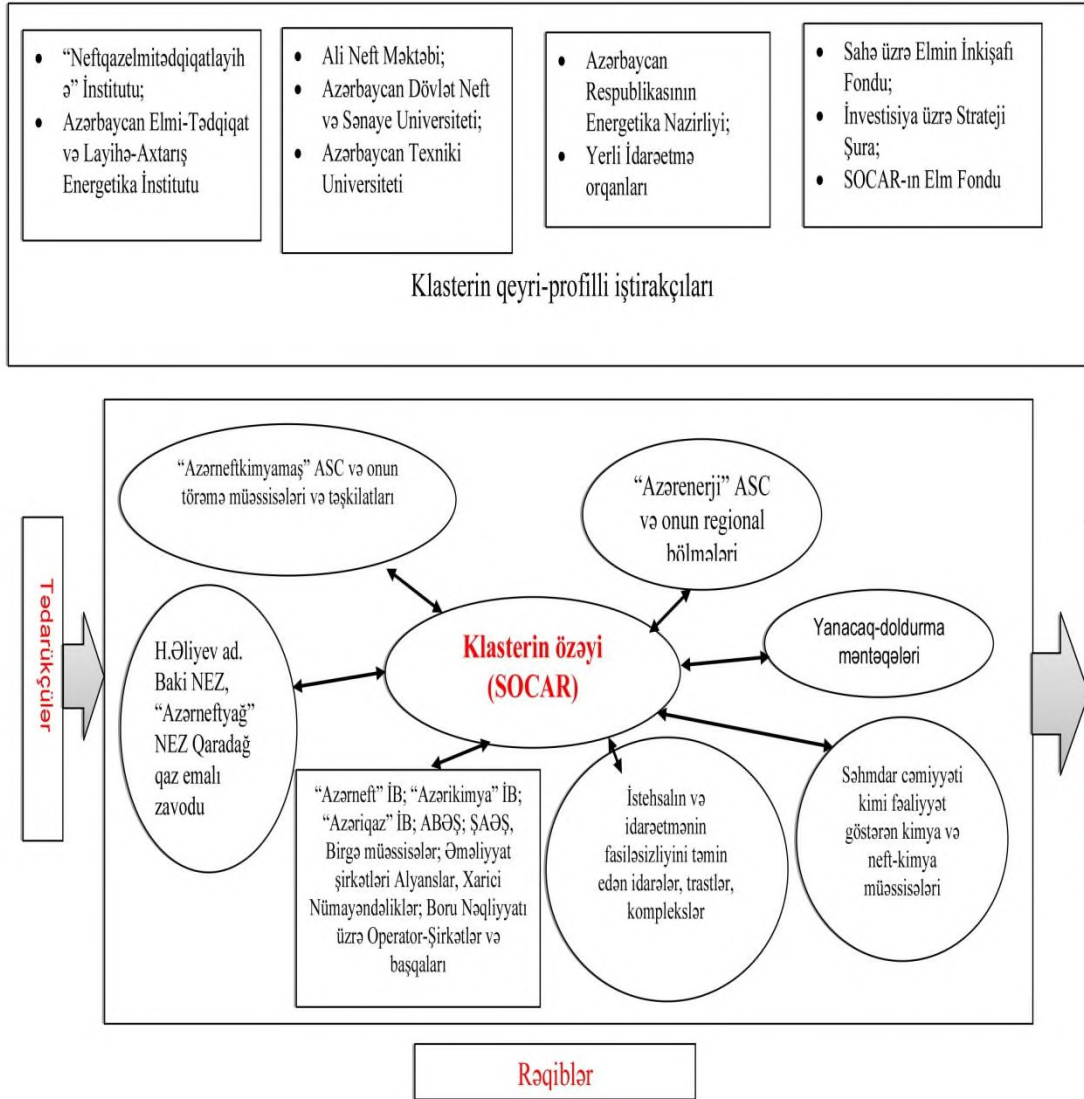 • “Neftqazelmitədqiqatlayih
ə” İnstitutu;
• Azərbaycan Elmi-Tədqiqat
və Layihə-Axtarış
Energetika İnstitutu
• Ali Neft Məktəbi;
• Azərbaycan Dövlət Neft
və Sənaye Universiteti;
• Azərbaycan Texniki
Universiteti
• Azərbaycan
Respublikasının
Energetika Nazirliyi;
• Yerli İdarəetmə
orqanları
• Sahə üzrə Elmin İnkişafı
Fondu;
• İnvestisiya üzrə Strateji
Şura;
• SOCAR-ın Elm Fondu
Klasterin qeyri-profilli iştirakçıları
Tədarükçülər
“Azərneftkimyamaş” ASC və onun
törəmə müəssisələri və təşkilatları
“Azərenerji” ASC
və onun regional
bölmələri
H.Əliyev ad.
Baki NEZ,
“Azərneftyağ”
NEZ Qaradağ
qaz emalı
zavodu
Klasterin özəyi
(SOCAR)
Yanacaq-doldurma
məntəqələri
“Azərneft” İB; “Azərikimya” İB;
“Azəriqaz” İB; ABƏŞ; ŞAƏŞ,
Birgə müəssisələr; Əməliyyat
şirkətləri Alyanslar, Xarici
Nümayəndəliklər; Boru Nəqliyyatı
üzrə Operator-Şirkətlər və
başqaları
İstehsalın və
idarəetmənin
fasiləsizliyini təmin
edən idarələr, trastlər,
komplekslər
Səhmdar cəmiyyəti
kimi fəaliyyət
göstərən kimya və
neft-kimya
müəssisələri
Rəqiblər